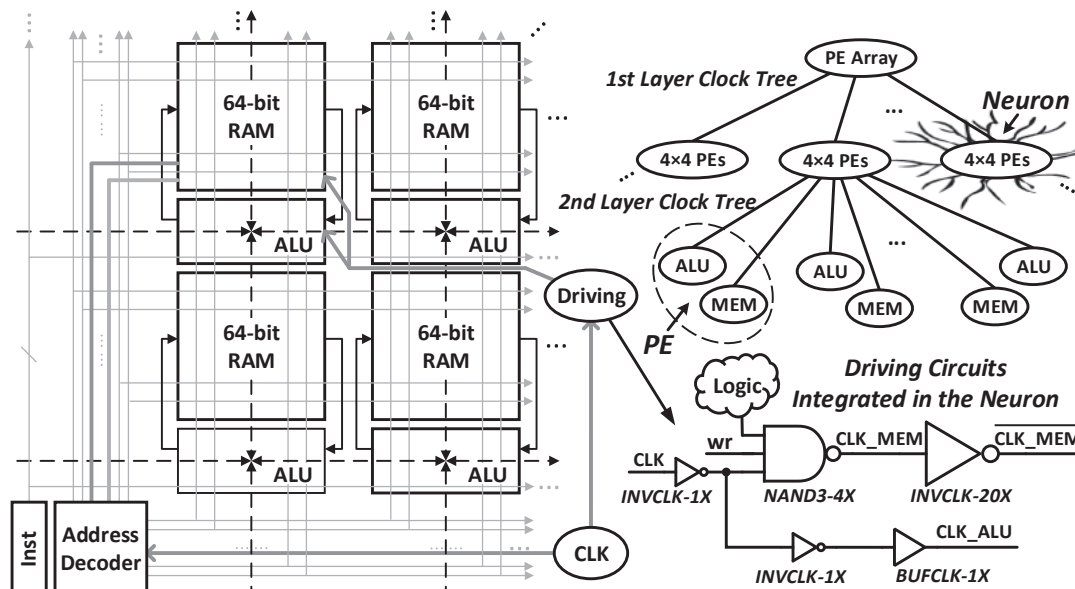 64-bit
RAM
64-bit
RAM
ALU
ALU
64-bit
RAM
64-bit
RAM
ALU
ALU
Inst
Address
Decoder
CLK
Driving
PE Array
1st Layer Clock Tree
...
Neuron
4×4 PEs
4×4 PEs
4×4 PEs
2nd Layer Clock Tree
...
ALU
MEM
ALU
MEM
MEM
ALU
PE
Driving Circuits
Integrated in the Neuron
Logic
wr
CLK
INVCLK-1X
NAND3-4X
CLK_MEM
INVCLK-20X
CLK_MEM
INVCLK-1X
BUFCLK-1X
CLK_ALU